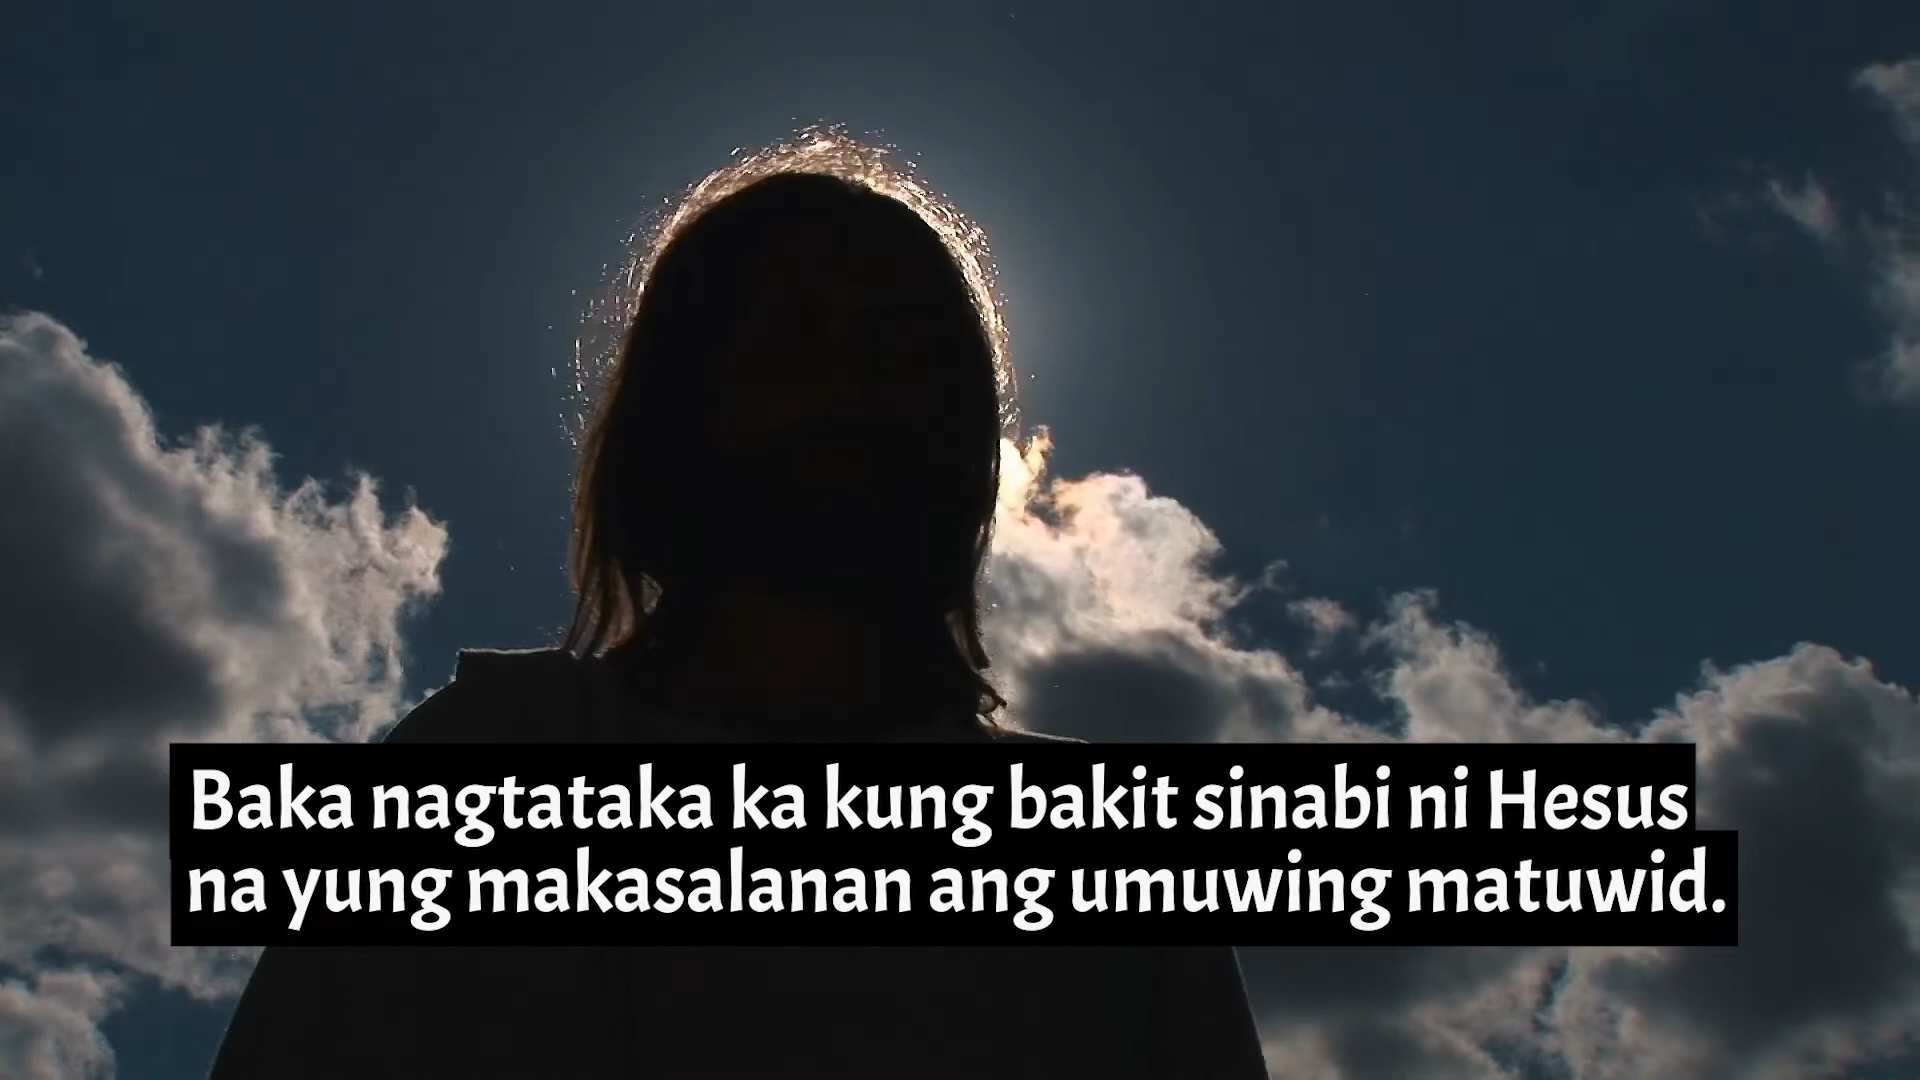 Baka nagtataka ka kung bakit sinabi ni Hesus
na yung makasalanan ang umuwing matuwid.